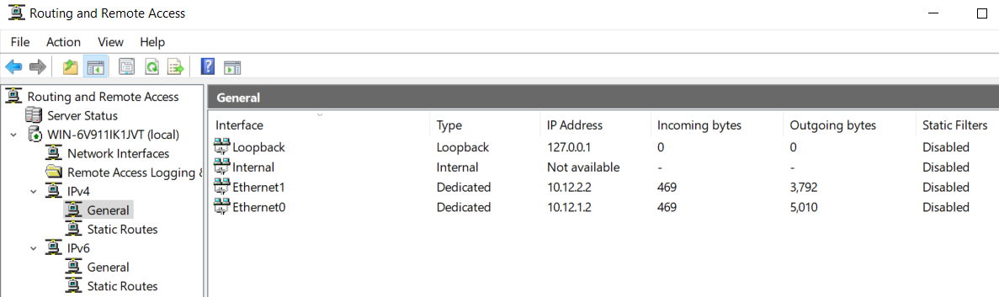 Routing and Remote Access
File Action View Help
Routing and Remote Access
Server Status
WIN-6V911IK1JVT (local)
Network Interfaces
Remote Access Logging &
IPv4
General
Static Routes
IPv6
General
Static Routes
General
Interface Type IP Address Incoming bytes Outgoing bytes Static Filters
Loopback Loopback 127.0.0.1 0 0 Disabled
Internal Internal Not available - - Disabled
Ethernet1 Dedicated 10.12.2.2 469 3,792 Disabled
Ethernet0 Dedicated 10.12.1.2 469 5,010 Disabled